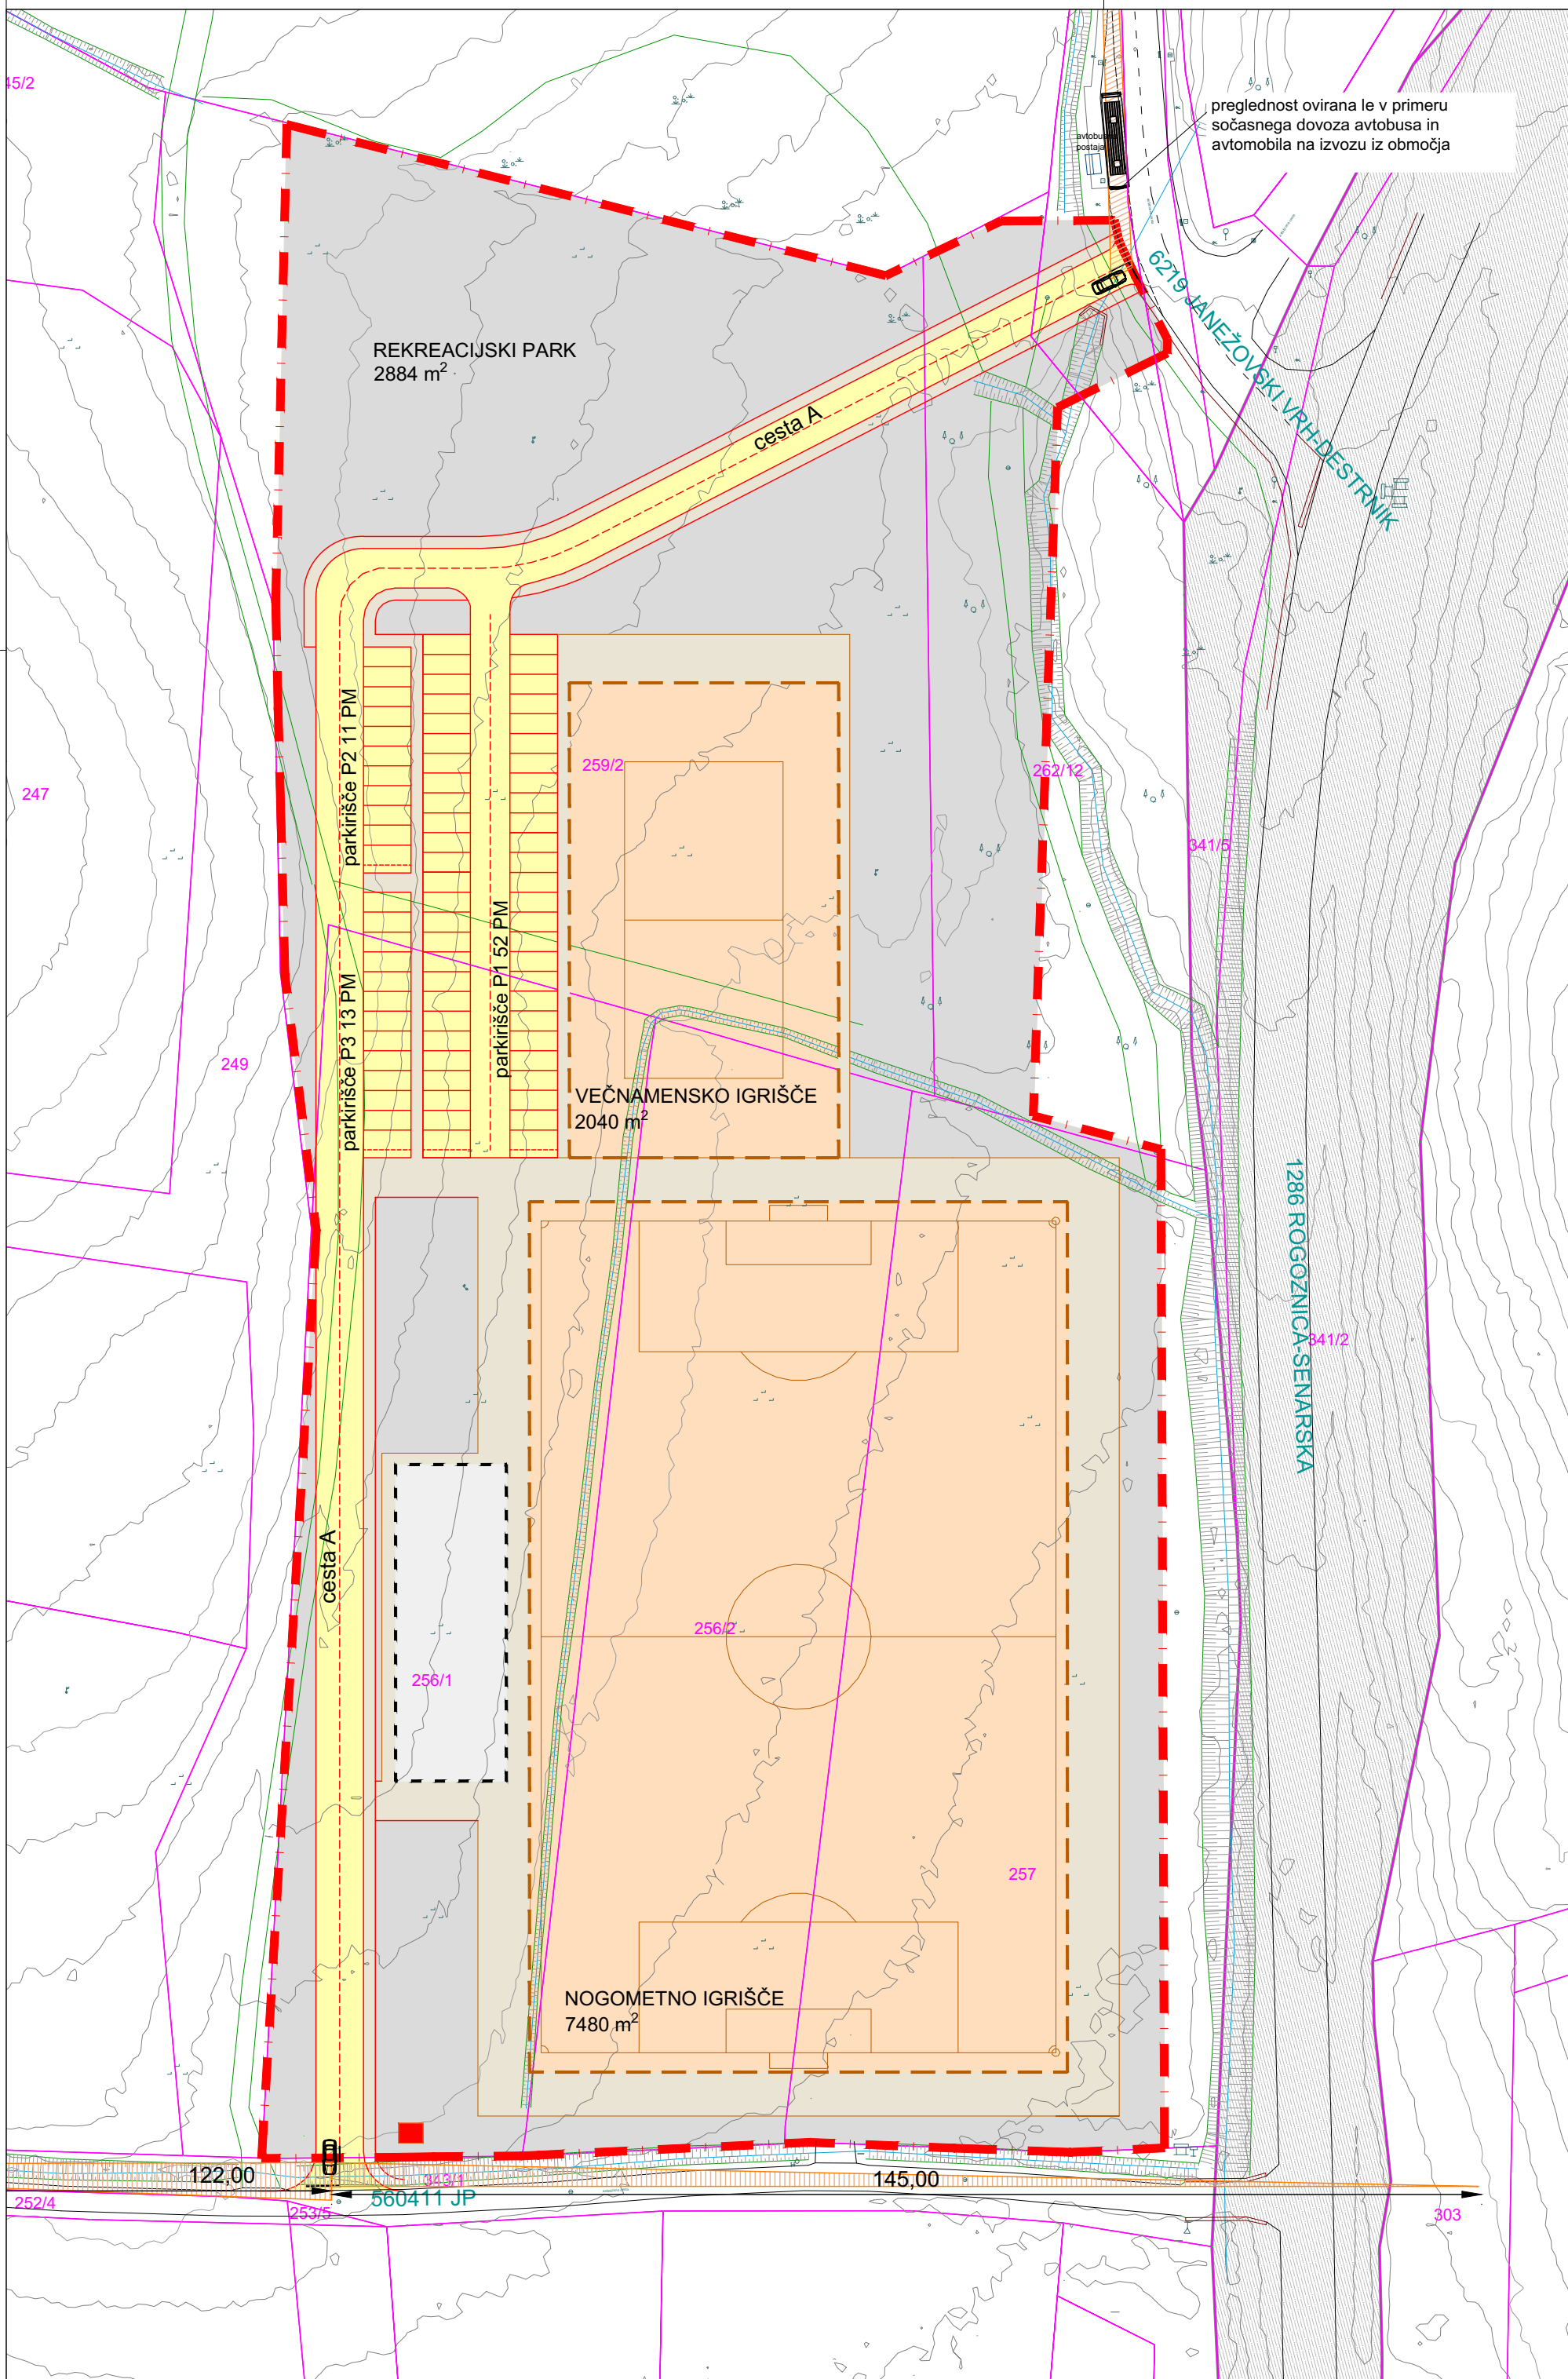 45/2
preglednost ovirana le v primeru
sočasnega dovoza avtobusa in
avtomobila na izvozu iz območja
postaja
6219 JANEŽOVSKI VRH-DESTRNIK
REKREACIJSKI PARK
2884 m²
cesta A
parkirišče P2 11 PM
259/2
262/12
247
341/5
parkirišče P1 52 PM
parkirišče P3 13 PM
249
VEČNAMENSKO IGRIŠČE
2040 m²
1286 ROGOZNICA-SENARSKA
341/2
cesta A
256/2
256/1
257
NOGOMETNO IGRIŠČE
7480 m²
122,00
343/1
145,00
560411 JP
252/4
253/5
303